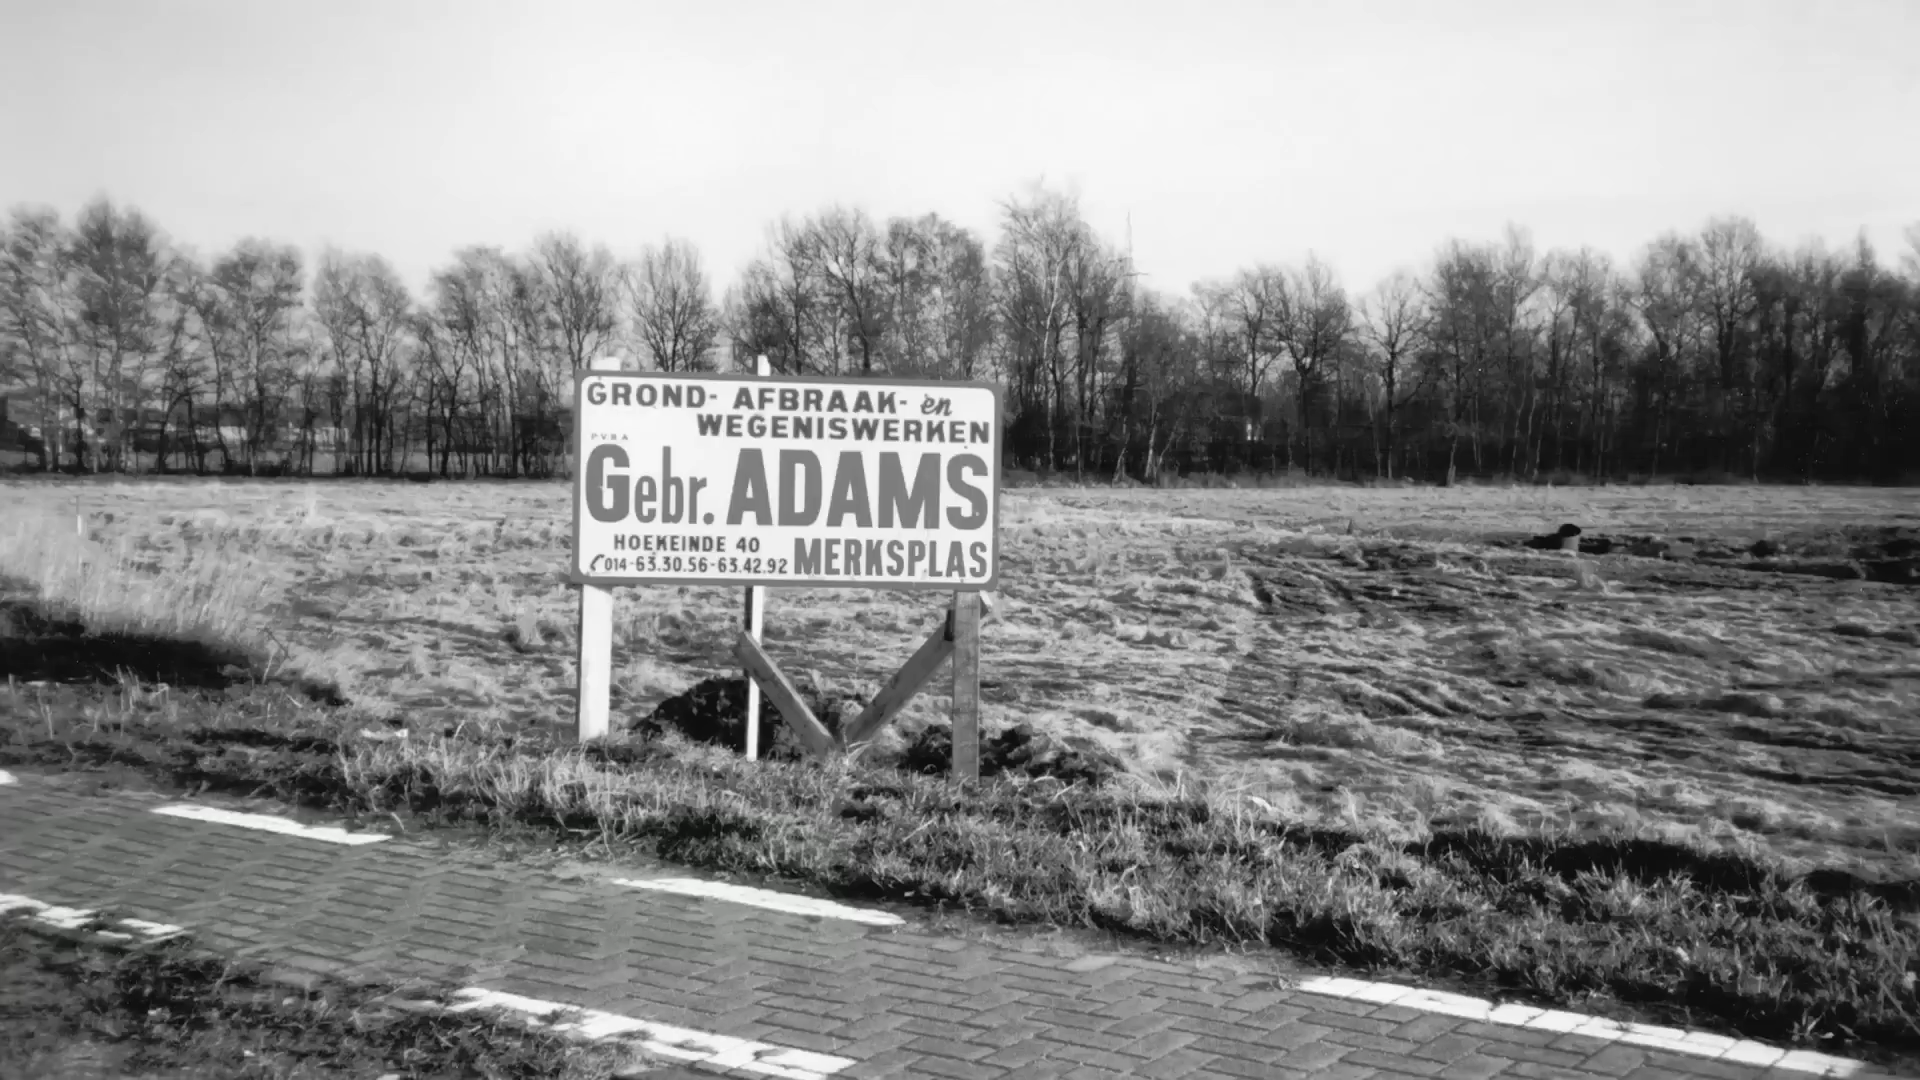 GROND- AFBRAAK- en
WEGENISWERKEN
PVBA
Gebr. ADAMS
HOEKEINDE 40
014-63.30.56-63.42.92 MERKSPLAS